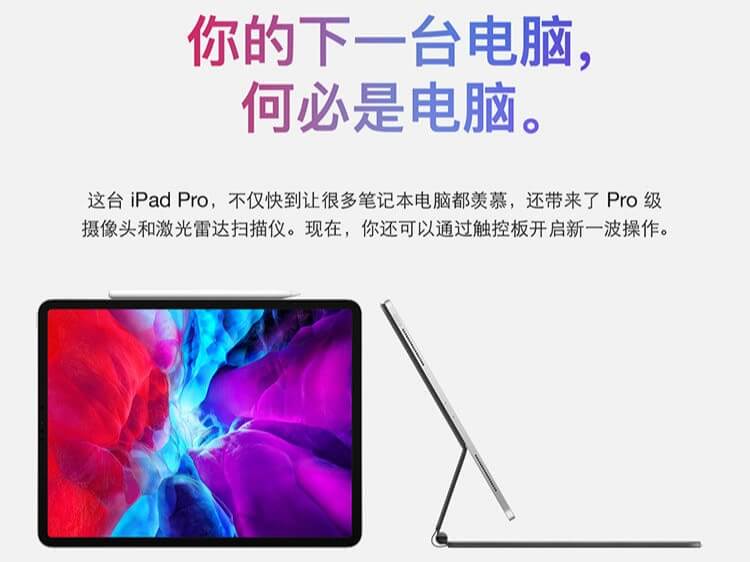 你的下一台电脑，
何必是电脑。
这台 iPad Pro，不仅快到让很多笔记本电脑都羡慕，还带来了 Pro 级
摄像头和激光雷达扫描仪。现在，你还可以通过触控板开启新一波操作。